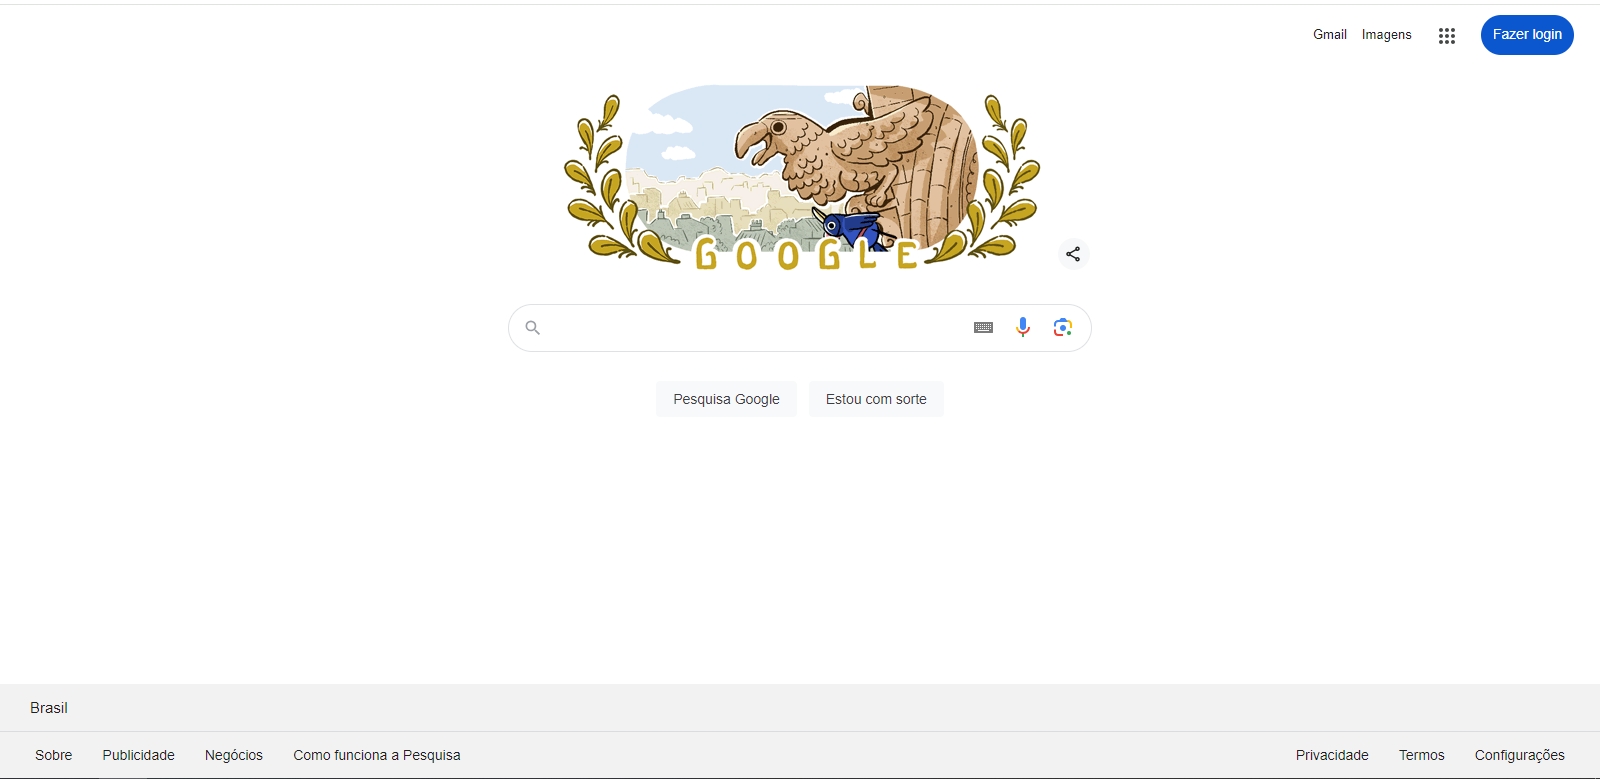 Gmail Imagens Fazer login
GOOGLE
Pesquisa Google Estou com sorte
Brasil
Sobre Publicidade Negócios Como funciona a Pesquisa Privacidade Termos Configurações